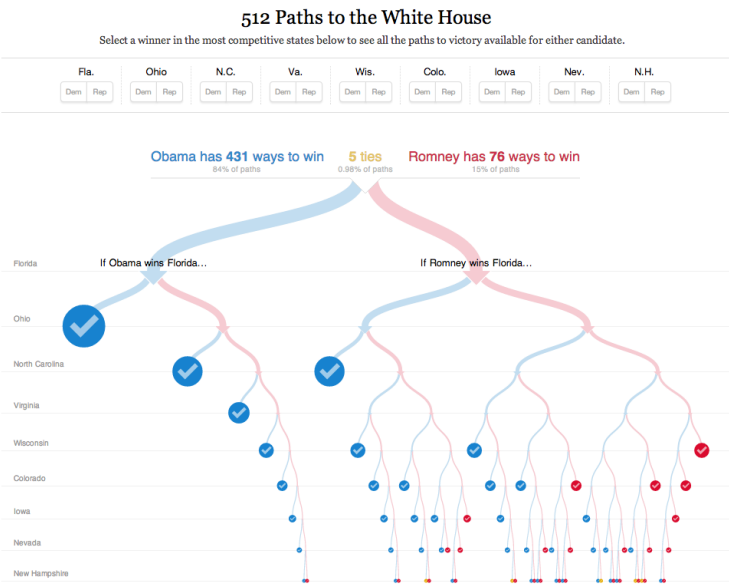 512 Paths to the White House
Select a winner in the most competitive states below to see all the paths to victory available for either candidate.
Fla. Ohio N.C. Va. Wis. Colo. Iowa Nev. N.H.
Dem Rep Dem Rep Dem Rep Dem Rep Dem Rep Dem Rep Dem Rep Dem Rep Dem Rep
Obama has 431 ways to win 5 ties Romney has 76 ways to win
84% of paths 0.98% of paths 15% of paths
Florida If Obama wins Florida... If Romney wins Florida...
Ohio
North Carolina
Virginia
Wisconsin
Colorado
Iowa
Nevada
New Hampshire